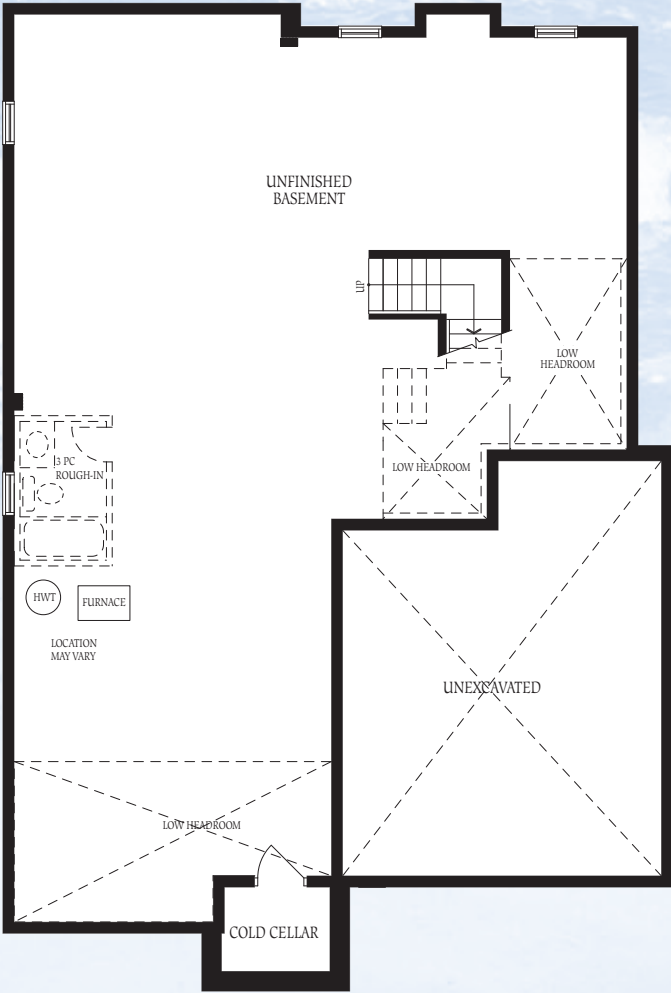 UNFINISHED
BASEMENT
UP
LOW
HEADROOM
3 PC
ROUGH-IN
LOW HEADROOM
HWT
FURNACE
LOCATION
MAY VARY
UNEXCAVATED
LOW HEADROOM
COLD CELLAR